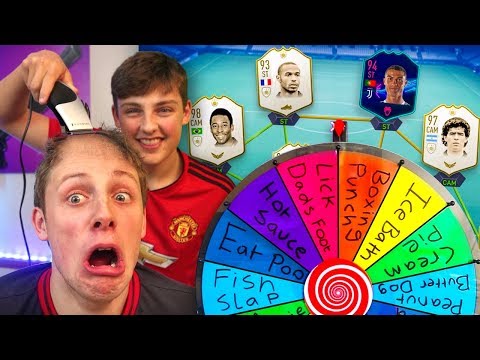 93
ST
94
ST
98
CAM
97
CAM
ST
ST
CAM
Lick
Dads Foot
Boxing
Punch
Ice Bath
Cream
Pie
Peanut
Butter Dog
Hot
Sauce
Eat Poo
Fish
Slap